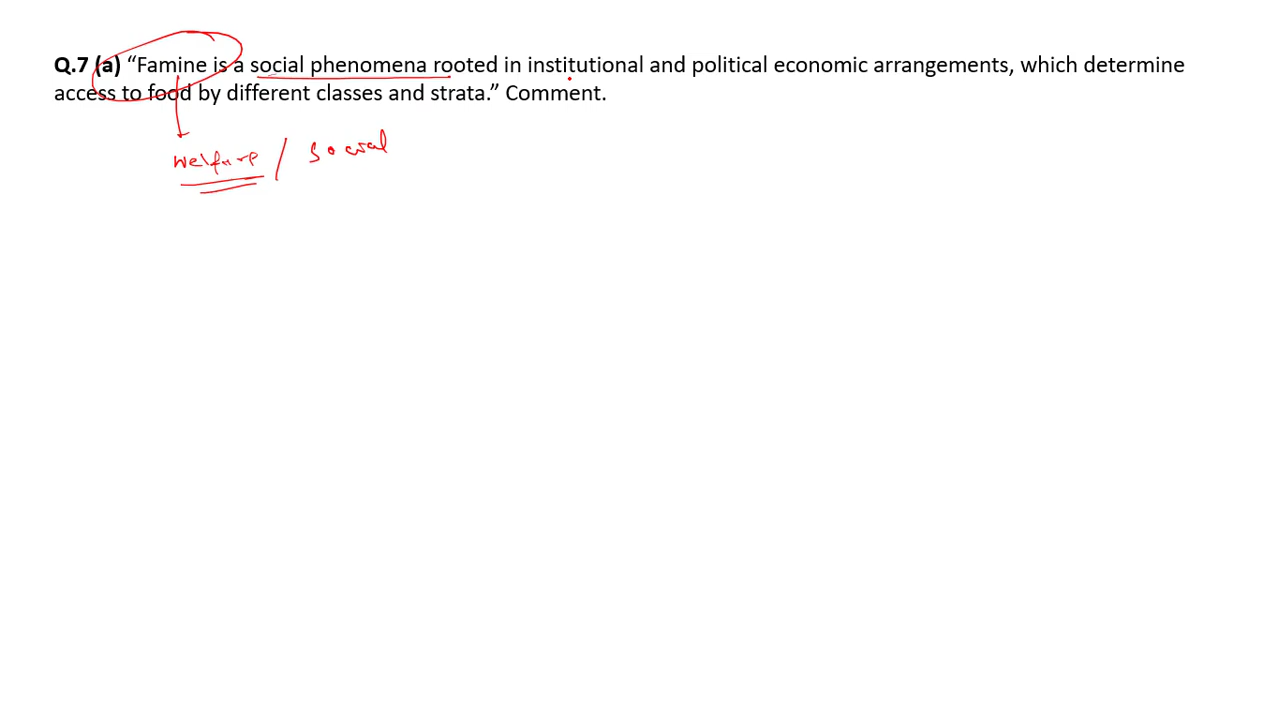 Q.7 (a) “Famine is a social phenomena rooted in institutional and political economic arrangements, which determine
access to food by different classes and strata.” Comment.
welfare / social